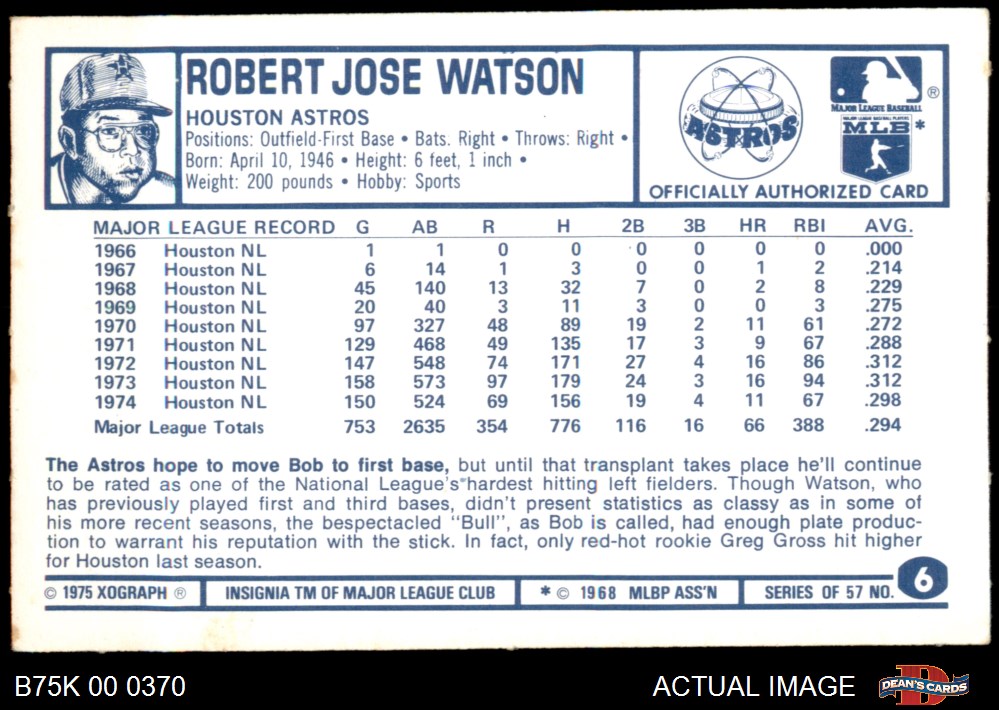 ROBERT JOSE WATSON
HOUSTON ASTROS
Positions: Outfield-First Base • Bats: Right • Throws: Right •
Born: April 10, 1946 • Height: 6 feet, 1 inch •
Weight: 200 pounds • Hobby: Sports
ASTROS
MAJOR LEAGUE BASEBALL ®
MAJOR LEAGUE BASEBALL PLAYERS
MLB *
OFFICIALLY AUTHORIZED CARD
MAJOR LEAGUE RECORD G AB R H 2B 3B HR RBI AVG.
1966 Houston NL 1 1 0 0 0 0 0 0 .000
1967 Houston NL 6 14 1 3 0 0 1 2 .214
1968 Houston NL 45 140 13 32 7 0 2 8 .229
1969 Houston NL 20 40 3 11 3 0 0 3 .275
1970 Houston NL 97 327 48 89 19 2 11 61 .272
1971 Houston NL 129 468 49 135 17 3 9 67 .288
1972 Houston NL 147 548 74 171 27 4 16 86 .312
1973 Houston NL 158 573 97 179 24 3 16 94 .312
1974 Houston NL 150 524 69 156 19 4 11 67 .298
Major League Totals 753 2635 354 776 116 16 66 388 .294
The Astros hope to move Bob to first base, but until that transplant takes place he'll continue
to be rated as one of the National League's hardest hitting left fielders. Though Watson, who
has previously played first and third bases, didn't present statistics as classy as in some of
his more recent seasons, the bespectacled "Bull", as Bob is called, had enough plate produc-
tion to warrant his reputation with the stick. In fact, only red-hot rookie Greg Gross hit higher
for Houston last season.
© 1975 XOGRAPH ® INSIGNIA TM OF MAJOR LEAGUE CLUB * © 1968 MLBP ASS'N SERIES OF 57 NO. 6
B75K 00 0370 ACTUAL IMAGE DEAN'S CARDS